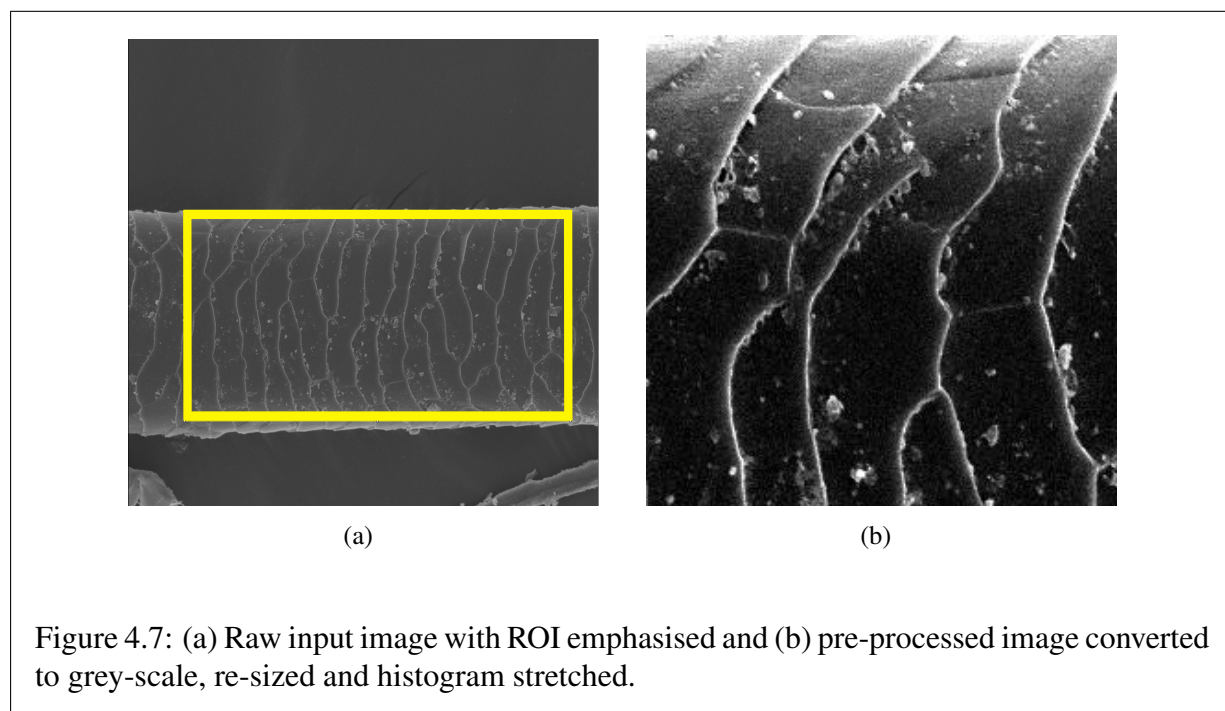 (a)
(b)
Figure 4.7: (a) Raw input image with ROI emphasised and (b) pre-processed image converted
to grey-scale, re-sized and histogram stretched.